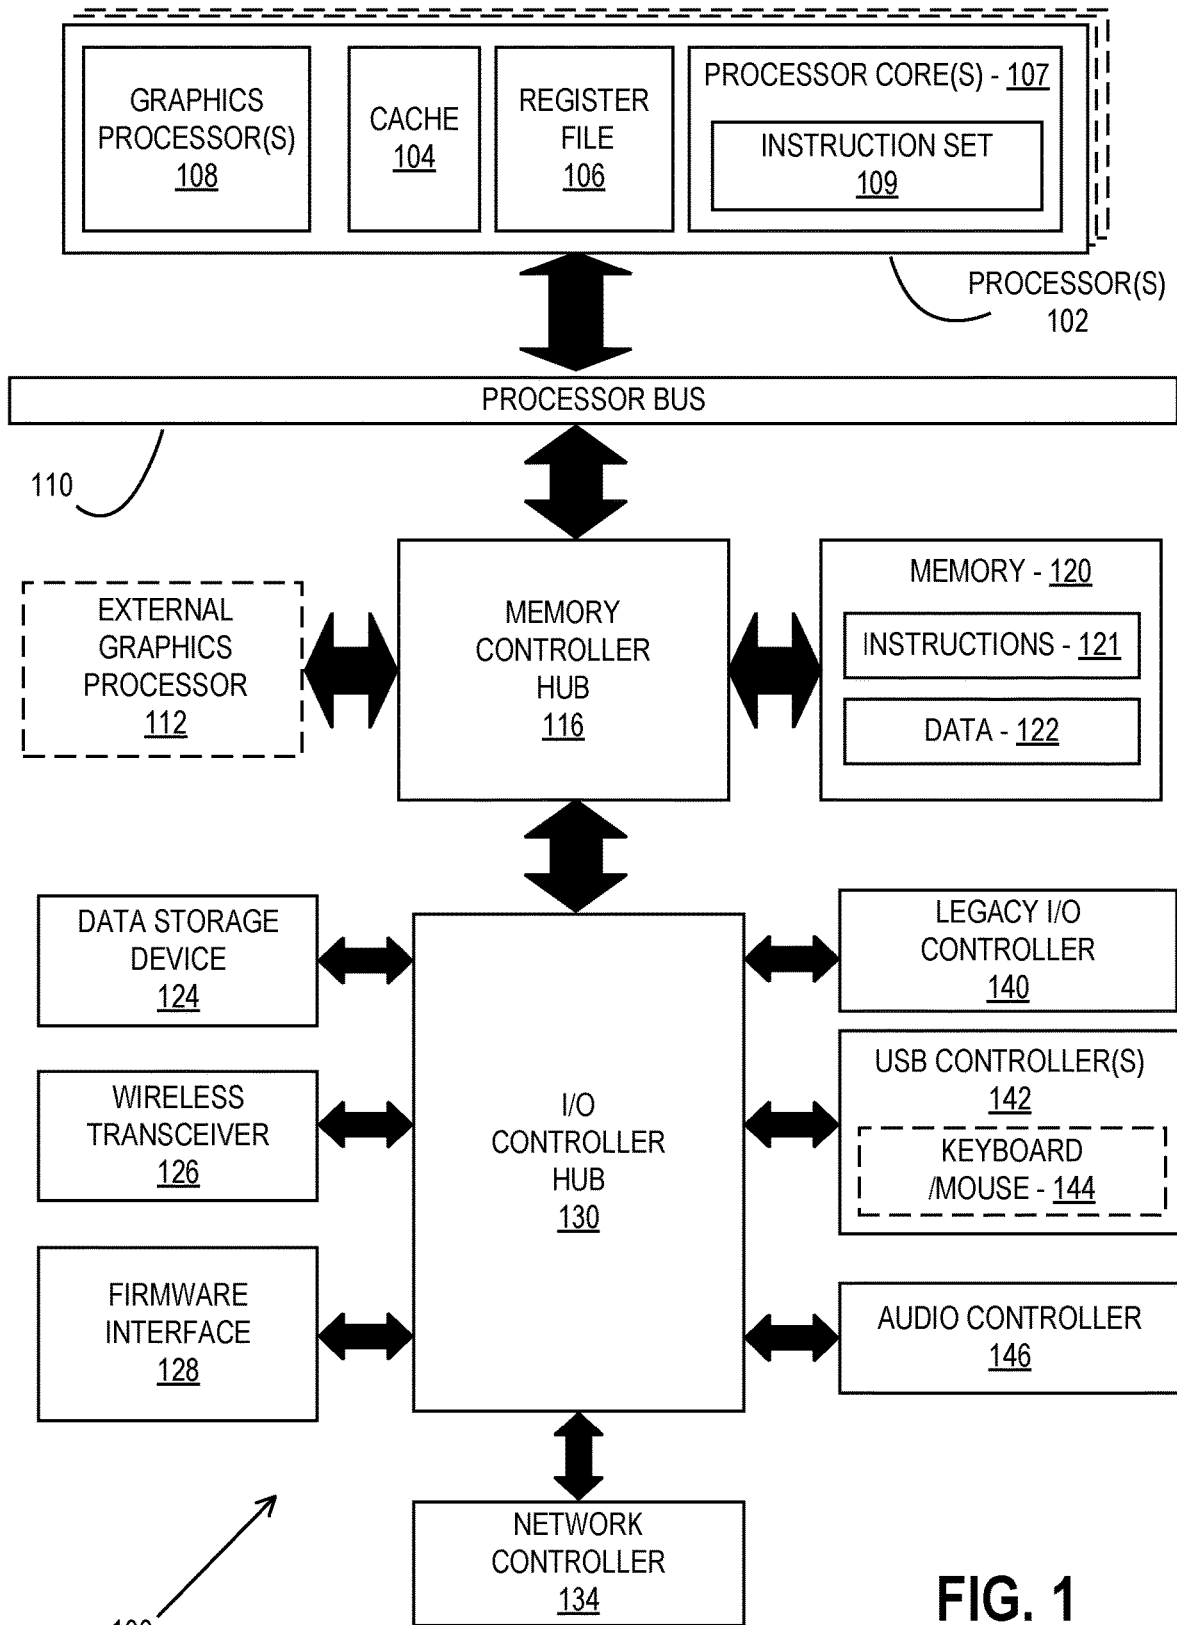 GRAPHICS
PROCESSOR(S)
108
CACHE
104
REGISTER
FILE
106
PROCESSOR CORE(S) - 107
INSTRUCTION SET
109
PROCESSOR(S)
102
PROCESSOR BUS
110
EXTERNAL
GRAPHICS
PROCESSOR
112
MEMORY
CONTROLLER
HUB
116
MEMORY - 120
INSTRUCTIONS - 121
DATA - 122
DATA STORAGE
DEVICE
124
WIRELESS
TRANSCEIVER
126
FIRMWARE
INTERFACE
128
I/O
CONTROLLER
HUB
130
LEGACY I/O
CONTROLLER
140
USB CONTROLLER(S)
142
KEYBOARD
/MOUSE - 144
AUDIO CONTROLLER
146
NETWORK
CONTROLLER
134
FIG. 1